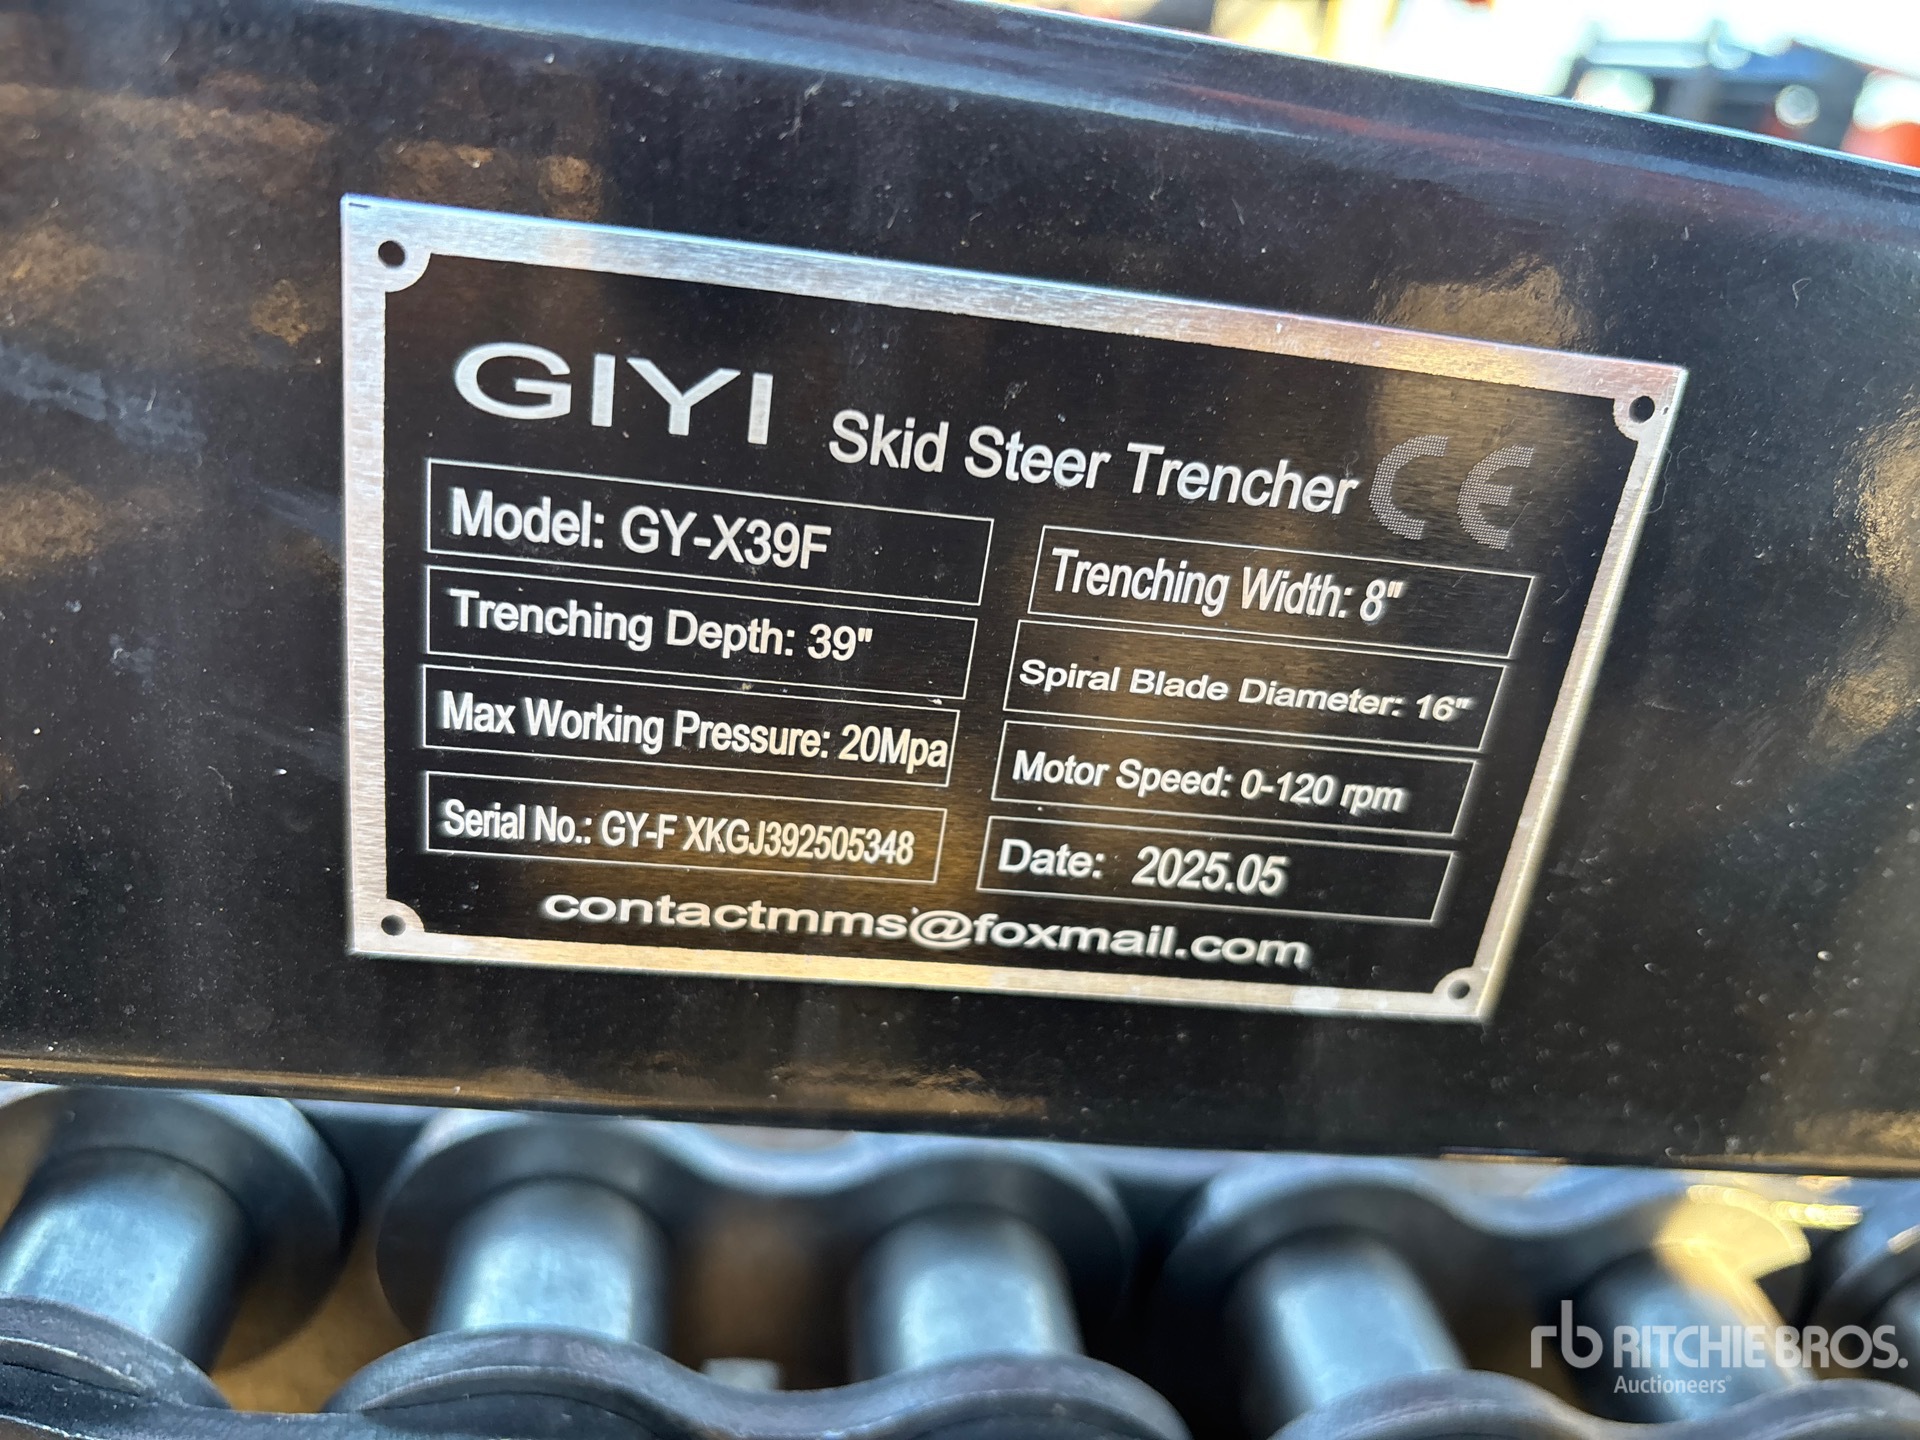 GIYI Skid Steer Trencher CE
Model: GY-X39F
Trenching Width: 8"
Trenching Depth: 39"
Spiral Blade Diameter: 16"
Max Working Pressure: 20Mpa
Motor Speed: 0-120 rpm
Serial No.: GY-F XKGJ392505348
Date: 2025.05
contactmms@foxmail.com
rb RITCHIE BROS.
Auctioneers